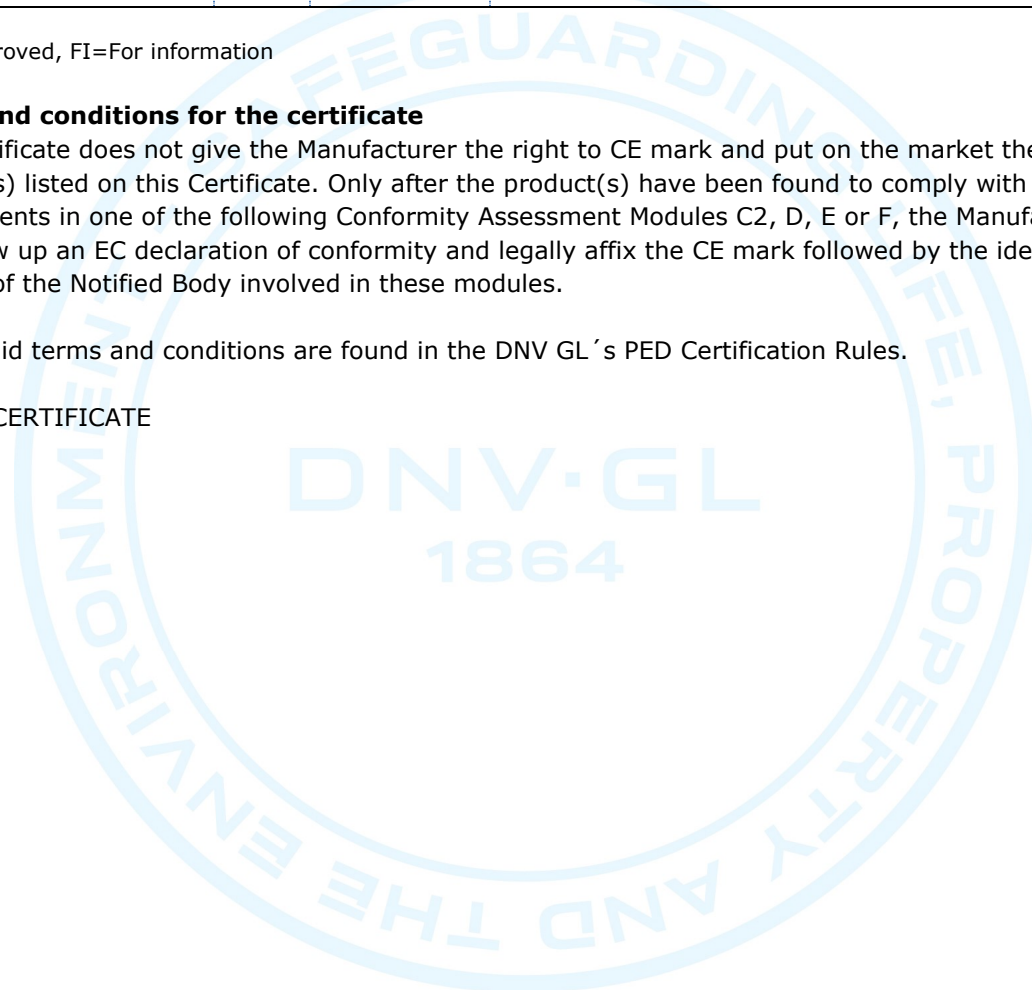 roved, FI=For information
nd conditions for the certificate
ificate does not give the Manufacturer the right to CE mark and put on the market the
s) listed on this Certificate. Only after the product(s) have been found to comply with
ents in one of the following Conformity Assessment Modules C2, D, E or F, the Manufa
w up an EC declaration of conformity and legally affix the CE mark followed by the ide
of the Notified Body involved in these modules.
id terms and conditions are found in the DNV GL´s PED Certification Rules.
CERTIFICATE
SAFEGUARDING LIFE, PROPERTY AND THE ENVIRONMENT
DNV·GL
1864